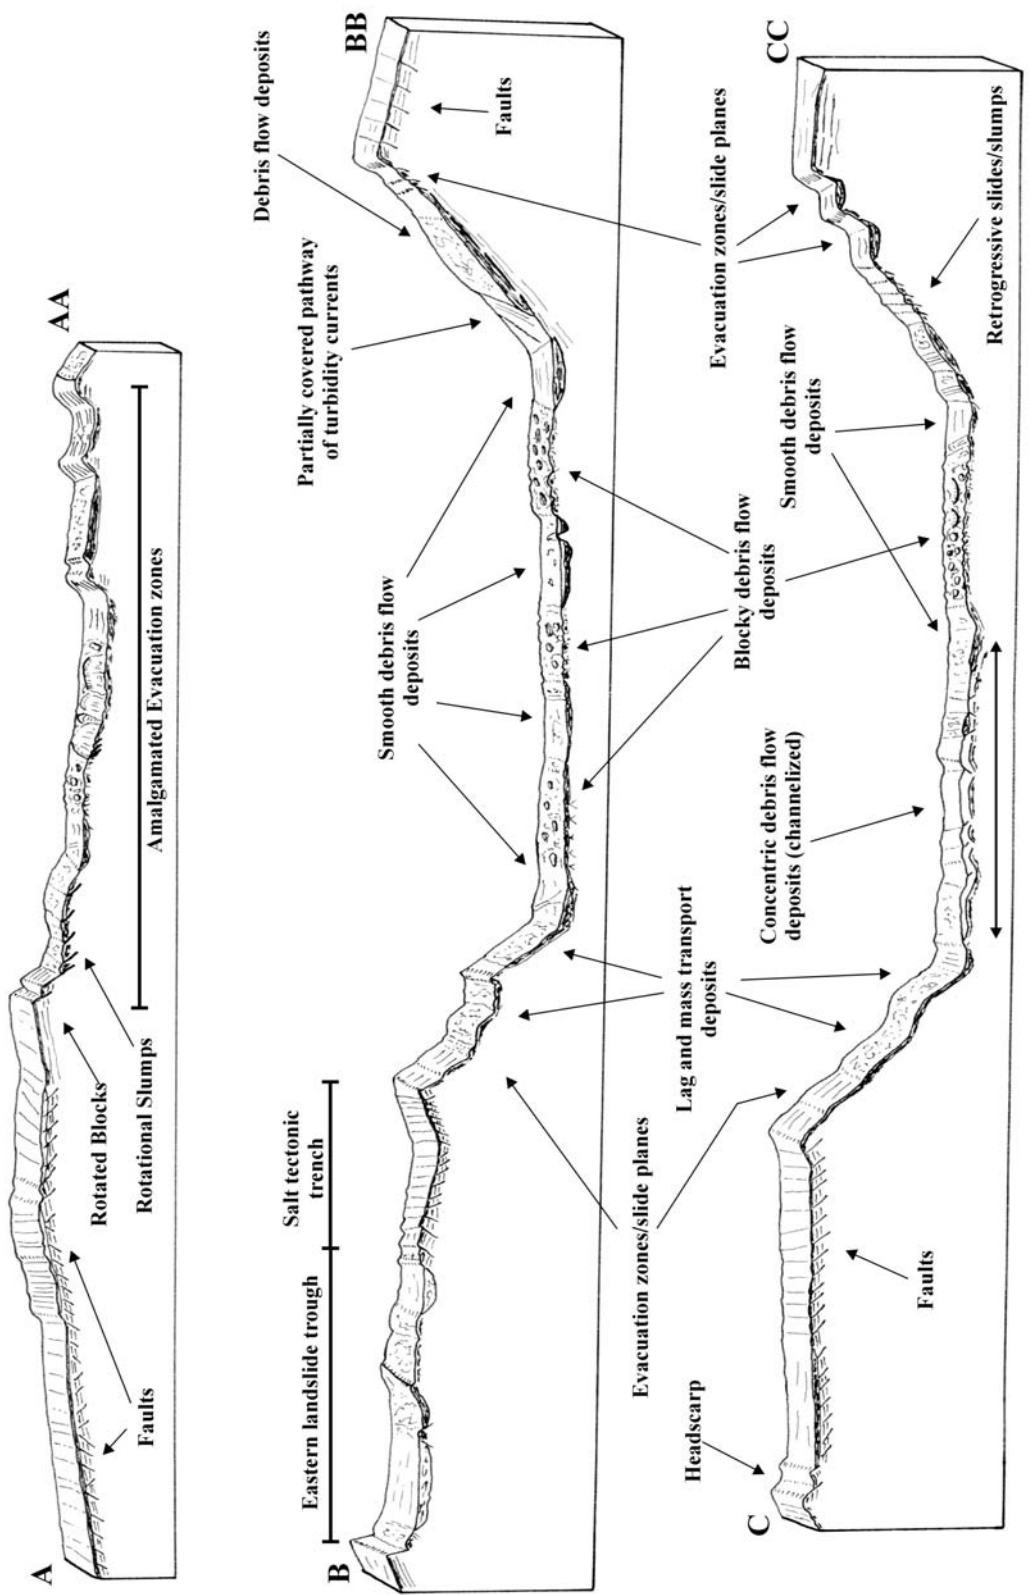 A
AA
Faults
Rotated Blocks
Rotational Slumps
Amalgamated Evacuation zones
B
BB
Eastern landslide trough
Salt tectonic
trench
Smooth debris flow
deposits
Partially covered pathway
of turbidity currents
Debris flow deposits
Faults
Evacuation zones/slide planes
Lag and mass transport
deposits
Blocky debris flow
deposits
Evacuation zones/slide planes
C
CC
Headscarp
Faults
Concentric debris flow
deposits (channelized)
Smooth debris flow
deposits
Retrogressive slides/slumps